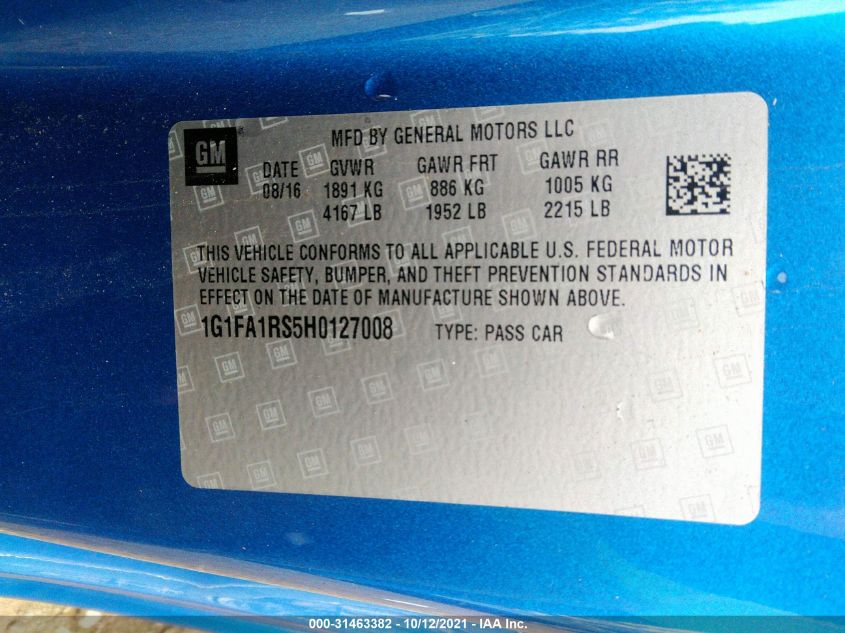 GM
MFD BY GENERAL MOTORS LLC
DATE GVWR GAWR FRT GAWR RR
08/16 1891 KG 886 KG 1005 KG
4167 LB 1952 LB 2215 LB
THIS VEHICLE CONFORMS TO ALL APPLICABLE U.S. FEDERAL MOTOR
VEHICLE SAFETY, BUMPER, AND THEFT PREVENTION STANDARDS IN
EFFECT ON THE DATE OF MANUFACTURE SHOWN ABOVE.
1G1FA1RS5H0127008 TYPE: PASS CAR
000-31463382 - 10/12/2021 - IAA Inc.